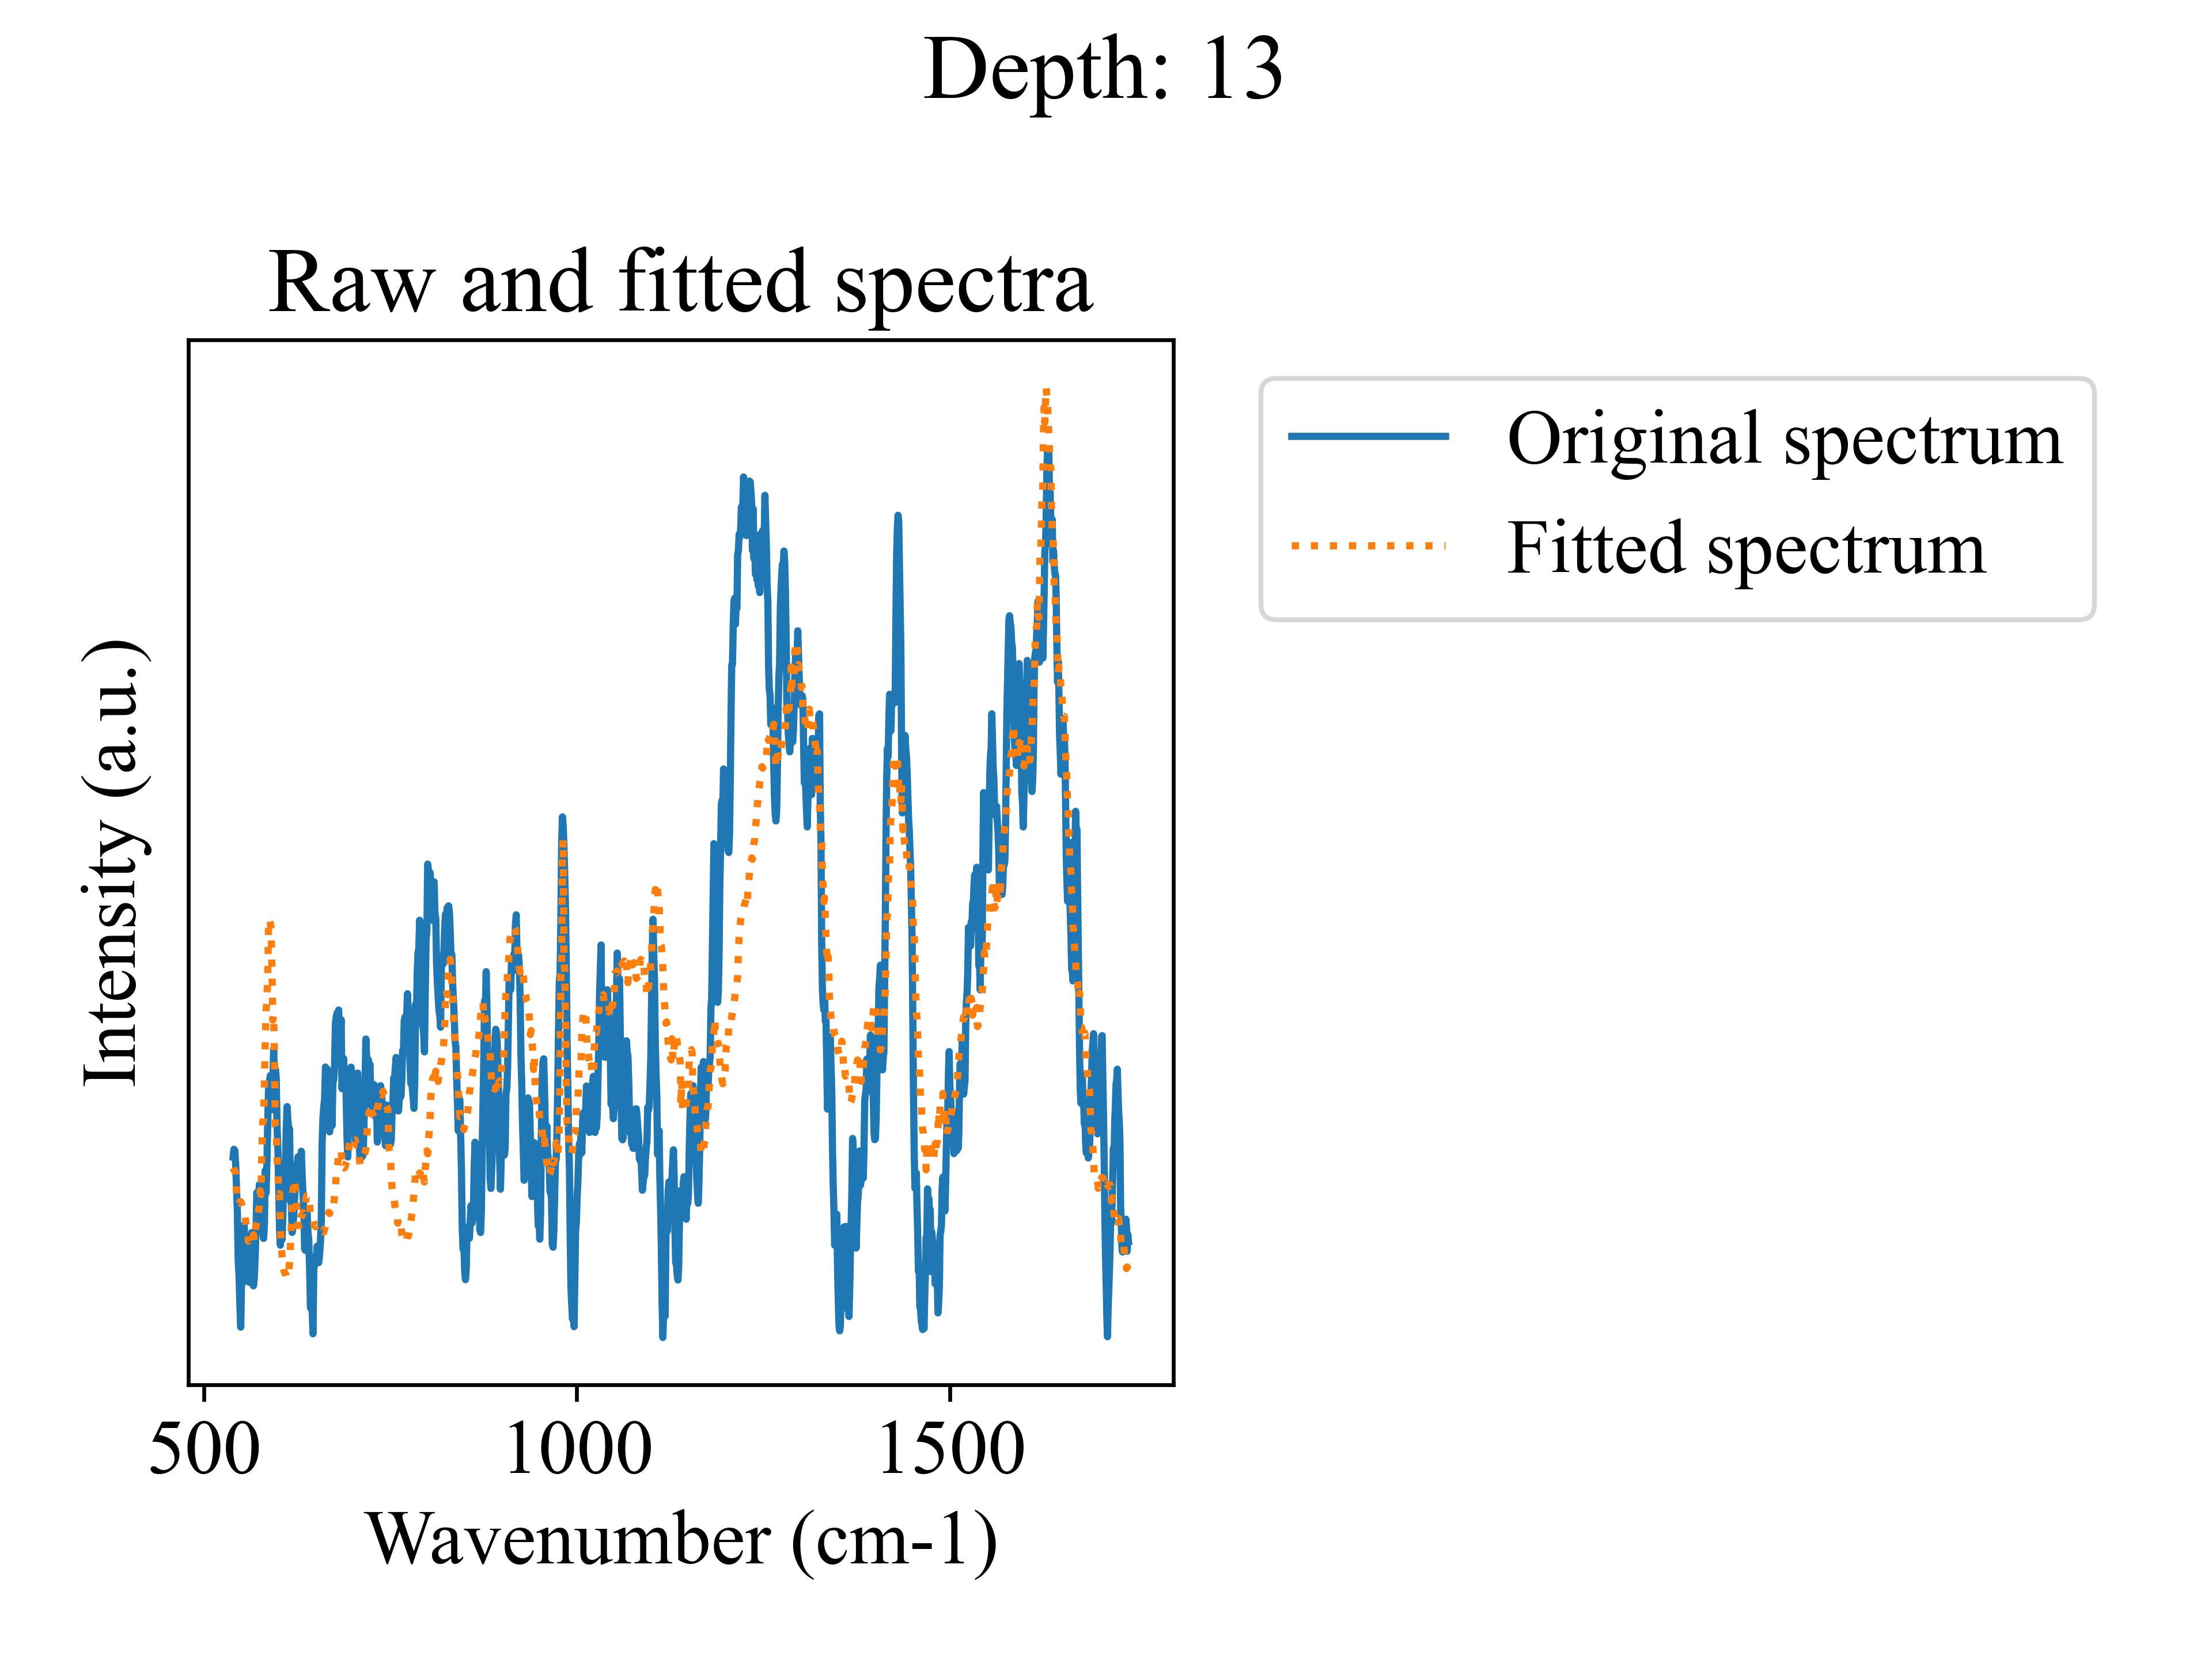 Depth: 13
Raw and fitted spectra
Original spectrum
Fitted spectrum
Intensity (a.u.)
500 1000 1500
Wavenumber (cm-1)